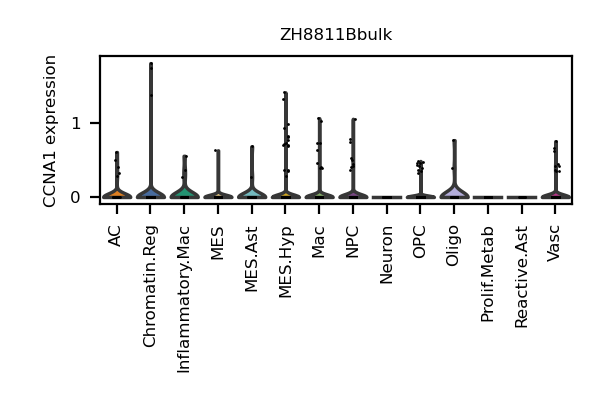 ZH8811Bbulk
CCNA1 expression
1
0
AC
Chromatin.Reg
Inflammatory.Mac
MES
MES.Ast
MES.Hyp
Mac
NPC
Neuron
OPC
Oligo
Prolif.Metab
Reactive.Ast
Vasc